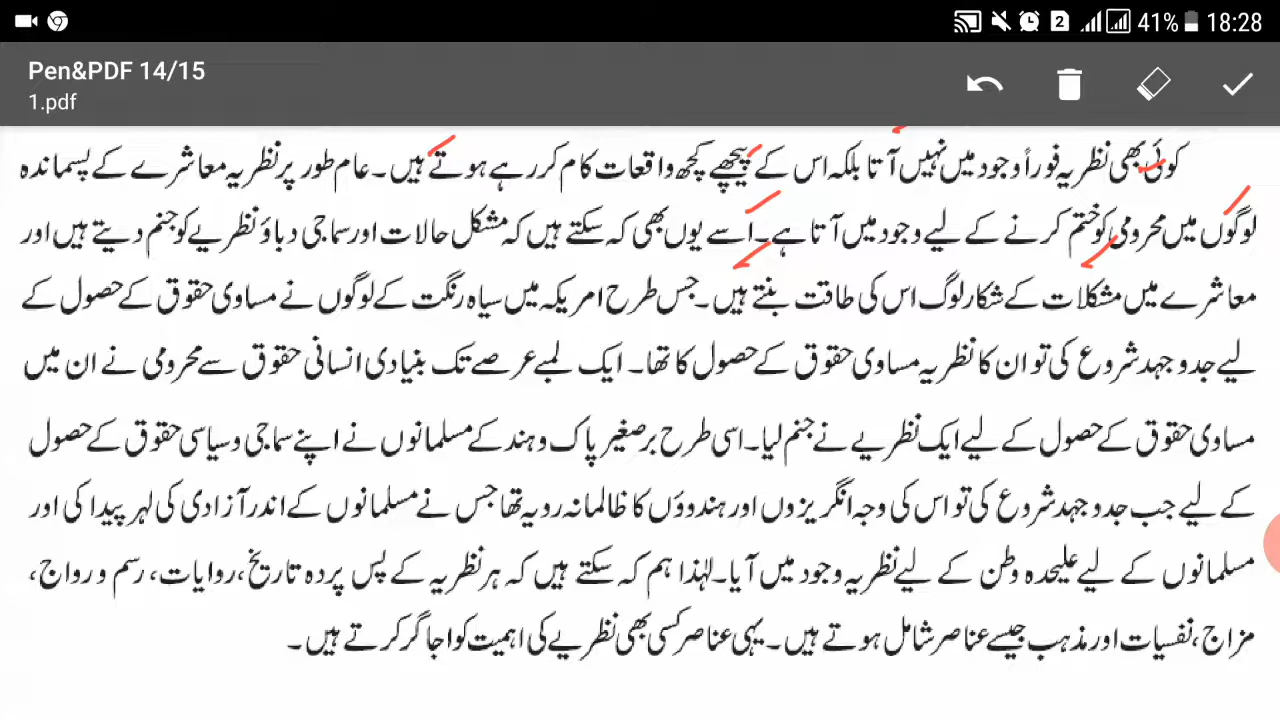 41% 18:28
Pen&PDF 14/15
1.pdf
کوئی بھی نظریہ فوراً وجود میں نہیں آتا بلکہ اس کے پیچھے کچھ واقعات کام کر رہے ہوتے ہیں۔ عام طور پر نظریہ معاشرے کے پسماندہ
لوگوں میں محرومی کو ختم کرنے کے لیے وجود میں آتا ہے۔ اسے یوں بھی کہہ سکتے ہیں کہ مشکل حالات اور سماجی دباؤ نظریے کو جنم دیتے ہیں اور
معاشرے میں مشکلات کے شکار لوگ اس کی طاقت بنتے ہیں۔ جس طرح امریکہ میں سیاہ رنگت کے لوگوں نے مساوی حقوق کے حصول کے
لیے جدوجہد شروع کی تو ان کا نظریہ مساوی حقوق کے حصول کا تھا۔ ایک لمبے عرصے تک بنیادی انسانی حقوق سے محرومی نے ان میں
مساوی حقوق کے حصول کے لیے ایک نظریے نے جنم لیا۔ اسی طرح برصغیر پاک و ہند کے مسلمانوں نے اپنے سماجی و سیاسی حقوق کے حصول
کے لیے جب جدوجہد شروع کی تو اس کی وجہ انگریزوں اور ہندوؤں کا ظالمانہ رویہ تھا جس نے مسلمانوں کے اندر آزادی کی لہر پیدا کی اور
مسلمانوں کے لیے علیحدہ وطن کے لیے نظریہ وجود میں آیا۔ لہٰذا ہم کہہ سکتے ہیں کہ ہر نظریہ کے پس پردہ تاریخ، روایات، رسم و رواج،
مزاج، نفسیات اور مذہب جیسے عناصر شامل ہوتے ہیں۔ یہی عناصر کسی بھی نظریے کی اہمیت کو اجاگر کرتے ہیں۔